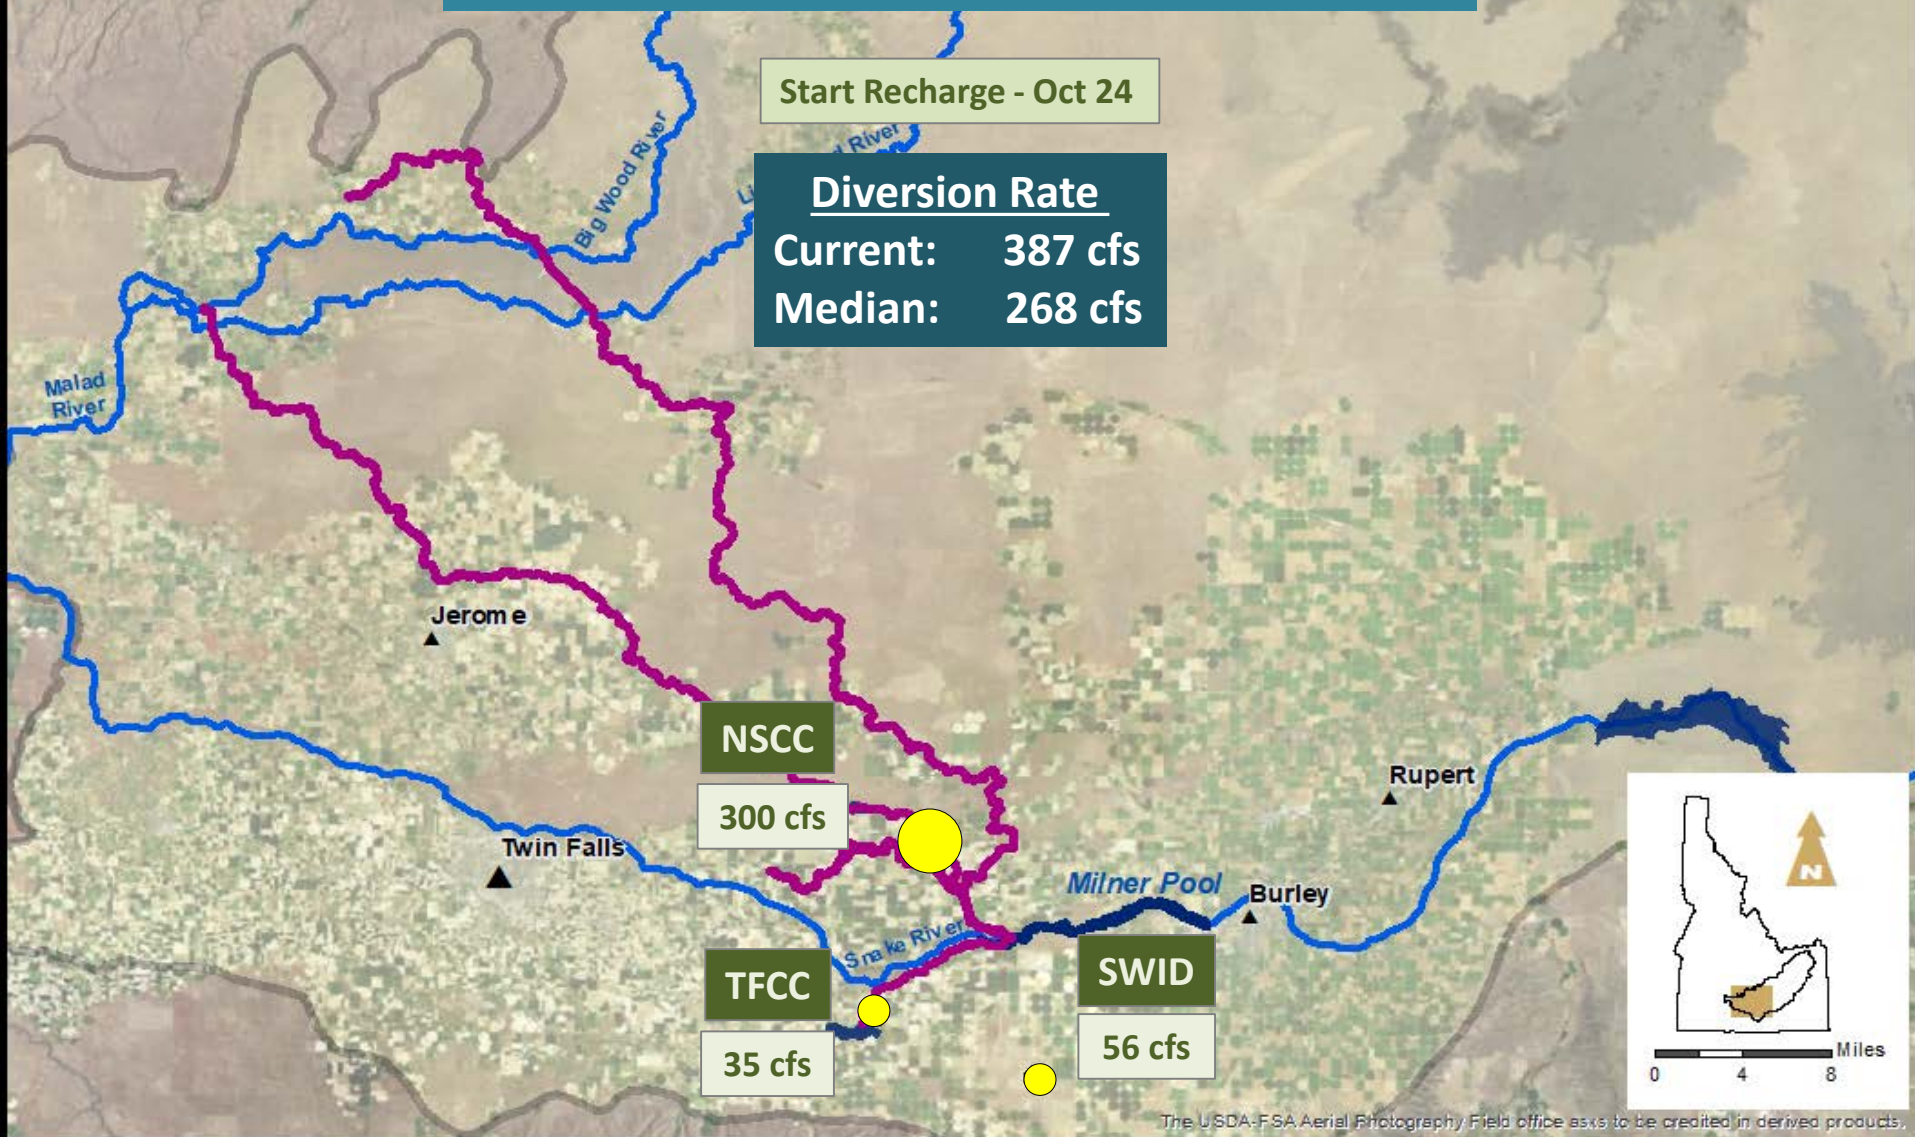 Start Recharge - Oct 24
Big Wood River
River
Diversion Rate
Current: 387 cfs
Median: 268 cfs
Malad
River
Jerome
NSCC
300 cfs
Rupert
Twin Falls
Milner Pool
Burley
Snake River
TFCC
35 cfs
SWID
56 cfs
N
Miles
0 4 8
The USDA-FSA Aerial Photography Field office asks to be credited in derived products.